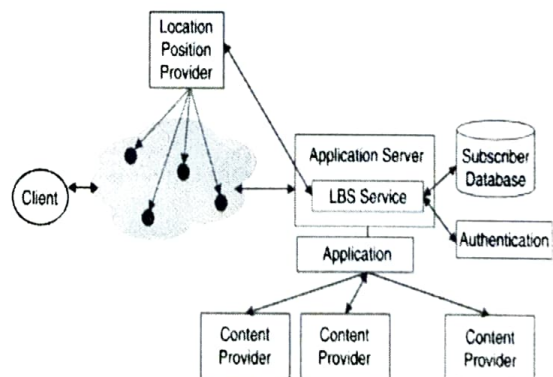 Location
Position
Provider
Client
Application Server
LBS Service
Subscriber
Database
Authentication
Application
Content
Provider
Content
Provider
Content
Provider